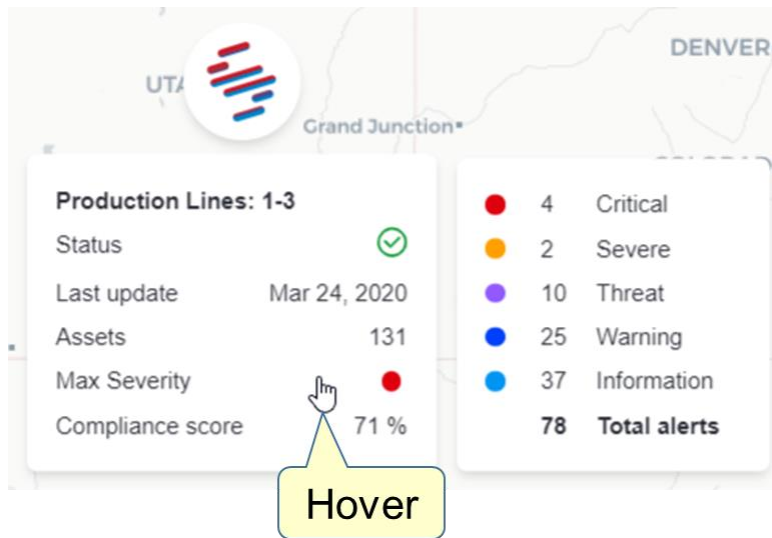 DENVER
UTA
Grand Junction
Production Lines: 1-3
Status
Last update Mar 24, 2020
Assets 131
Max Severity
Compliance score 71 %
4 Critical
2 Severe
10 Threat
25 Warning
37 Information
78 Total alerts
Hover